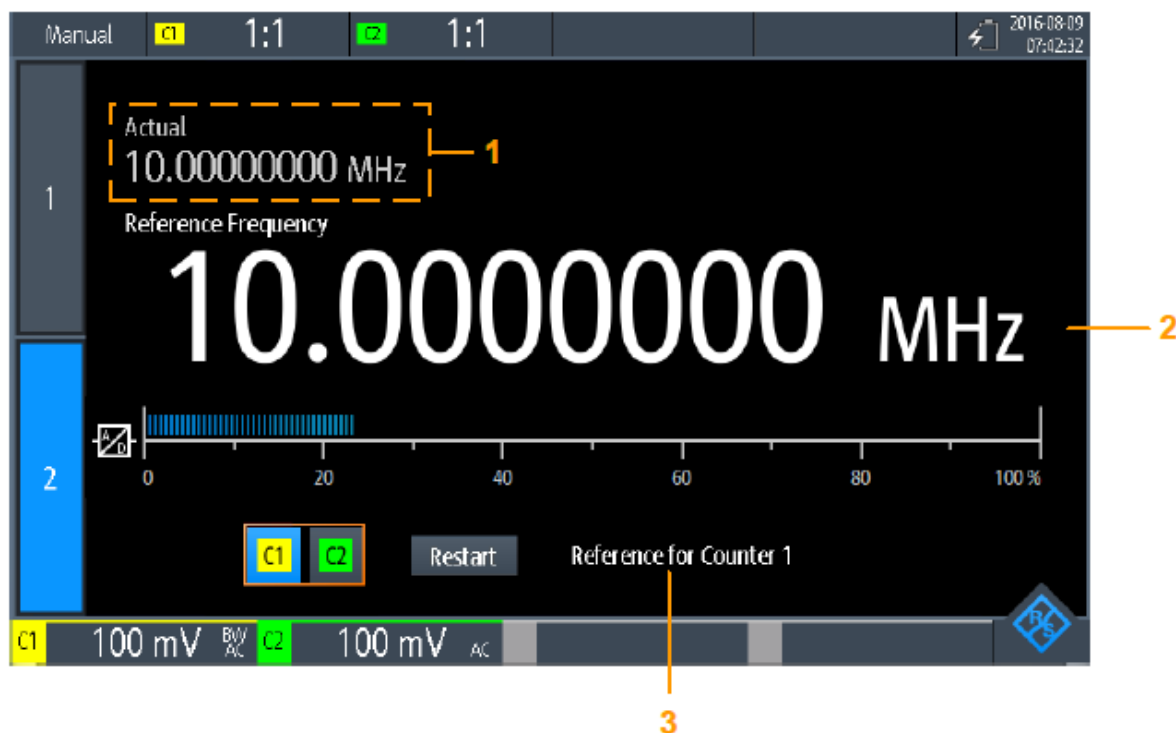 Manual C1 1:1 C2 1:1 2016-08-09
07:42:32
Actual
10.00000000 MHz
1
1
Reference Frequency
10.0000000 MHz
2
A/D
0 20 40 60 80 100 %
2
C1 C2 Restart Reference for Counter 1
R/S
C1 100 mV BW AC C2 100 mV AC
3